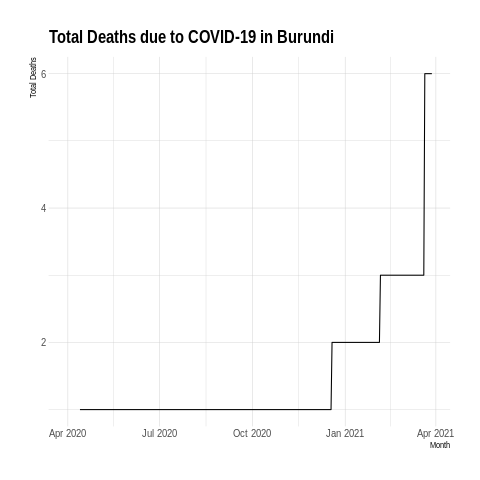 Total Deaths due to COVID-19 in Burundi
Total Deaths
6
4
2
Apr 2020 Jul 2020 Oct 2020 Jan 2021 Apr 2021
Month